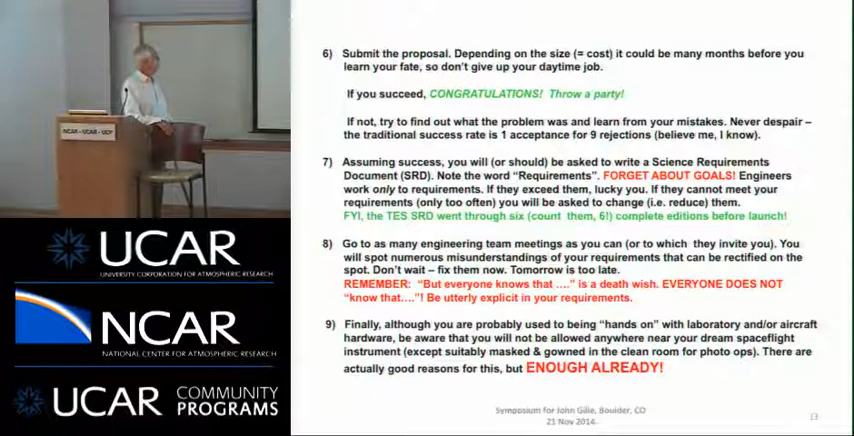 NCAR - UCAR - UCP
UCAR
UNIVERSITY CORPORATION FOR ATMOSPHERIC RESEARCH
NCAR
NATIONAL CENTER FOR ATMOSPHERIC RESEARCH
UCAR COMMUNITY
PROGRAMS
6) Submit the proposal. Depending on the size (= cost) it could be many months before you
learn your fate, so don't give up your daytime job.
If you succeed, CONGRATULATIONS! Throw a party!
If not, try to find out what the problem was and learn from your mistakes. Never despair –
the traditional success rate is 1 acceptance for 9 rejections (believe me, I know).
7) Assuming success, you will (or should) be asked to write a Science Requirements
Document (SRD). Note the word "Requirements". FORGET ABOUT GOALS! Engineers
work only to requirements. If they exceed them, lucky you. If they cannot meet your
requirements (only too often) you will be asked to change (i.e. reduce) them.
FYI, the TES SRD went through six (count them, 6!) complete editions before launch!
8) Go to as many engineering team meetings as you can (or to which they invite you). You
will spot numerous misunderstandings of your requirements that can be rectified on the
spot. Don't wait – fix them now. Tomorrow is too late.
REMEMBER: "But everyone knows that ...." is a death wish. EVERYONE DOES NOT
"know that....”! Be utterly explicit in your requirements.
9) Finally, although you are probably used to being "hands on" with laboratory and/or aircraft
hardware, be aware that you will not be allowed anywhere near your dream spaceflight
instrument (except suitably masked & gowned in the clean room for photo ops). There are
actually good reasons for this, but ENOUGH ALREADY!
Symposium for John Gille, Boulder, CO
21 Nov 2014
13